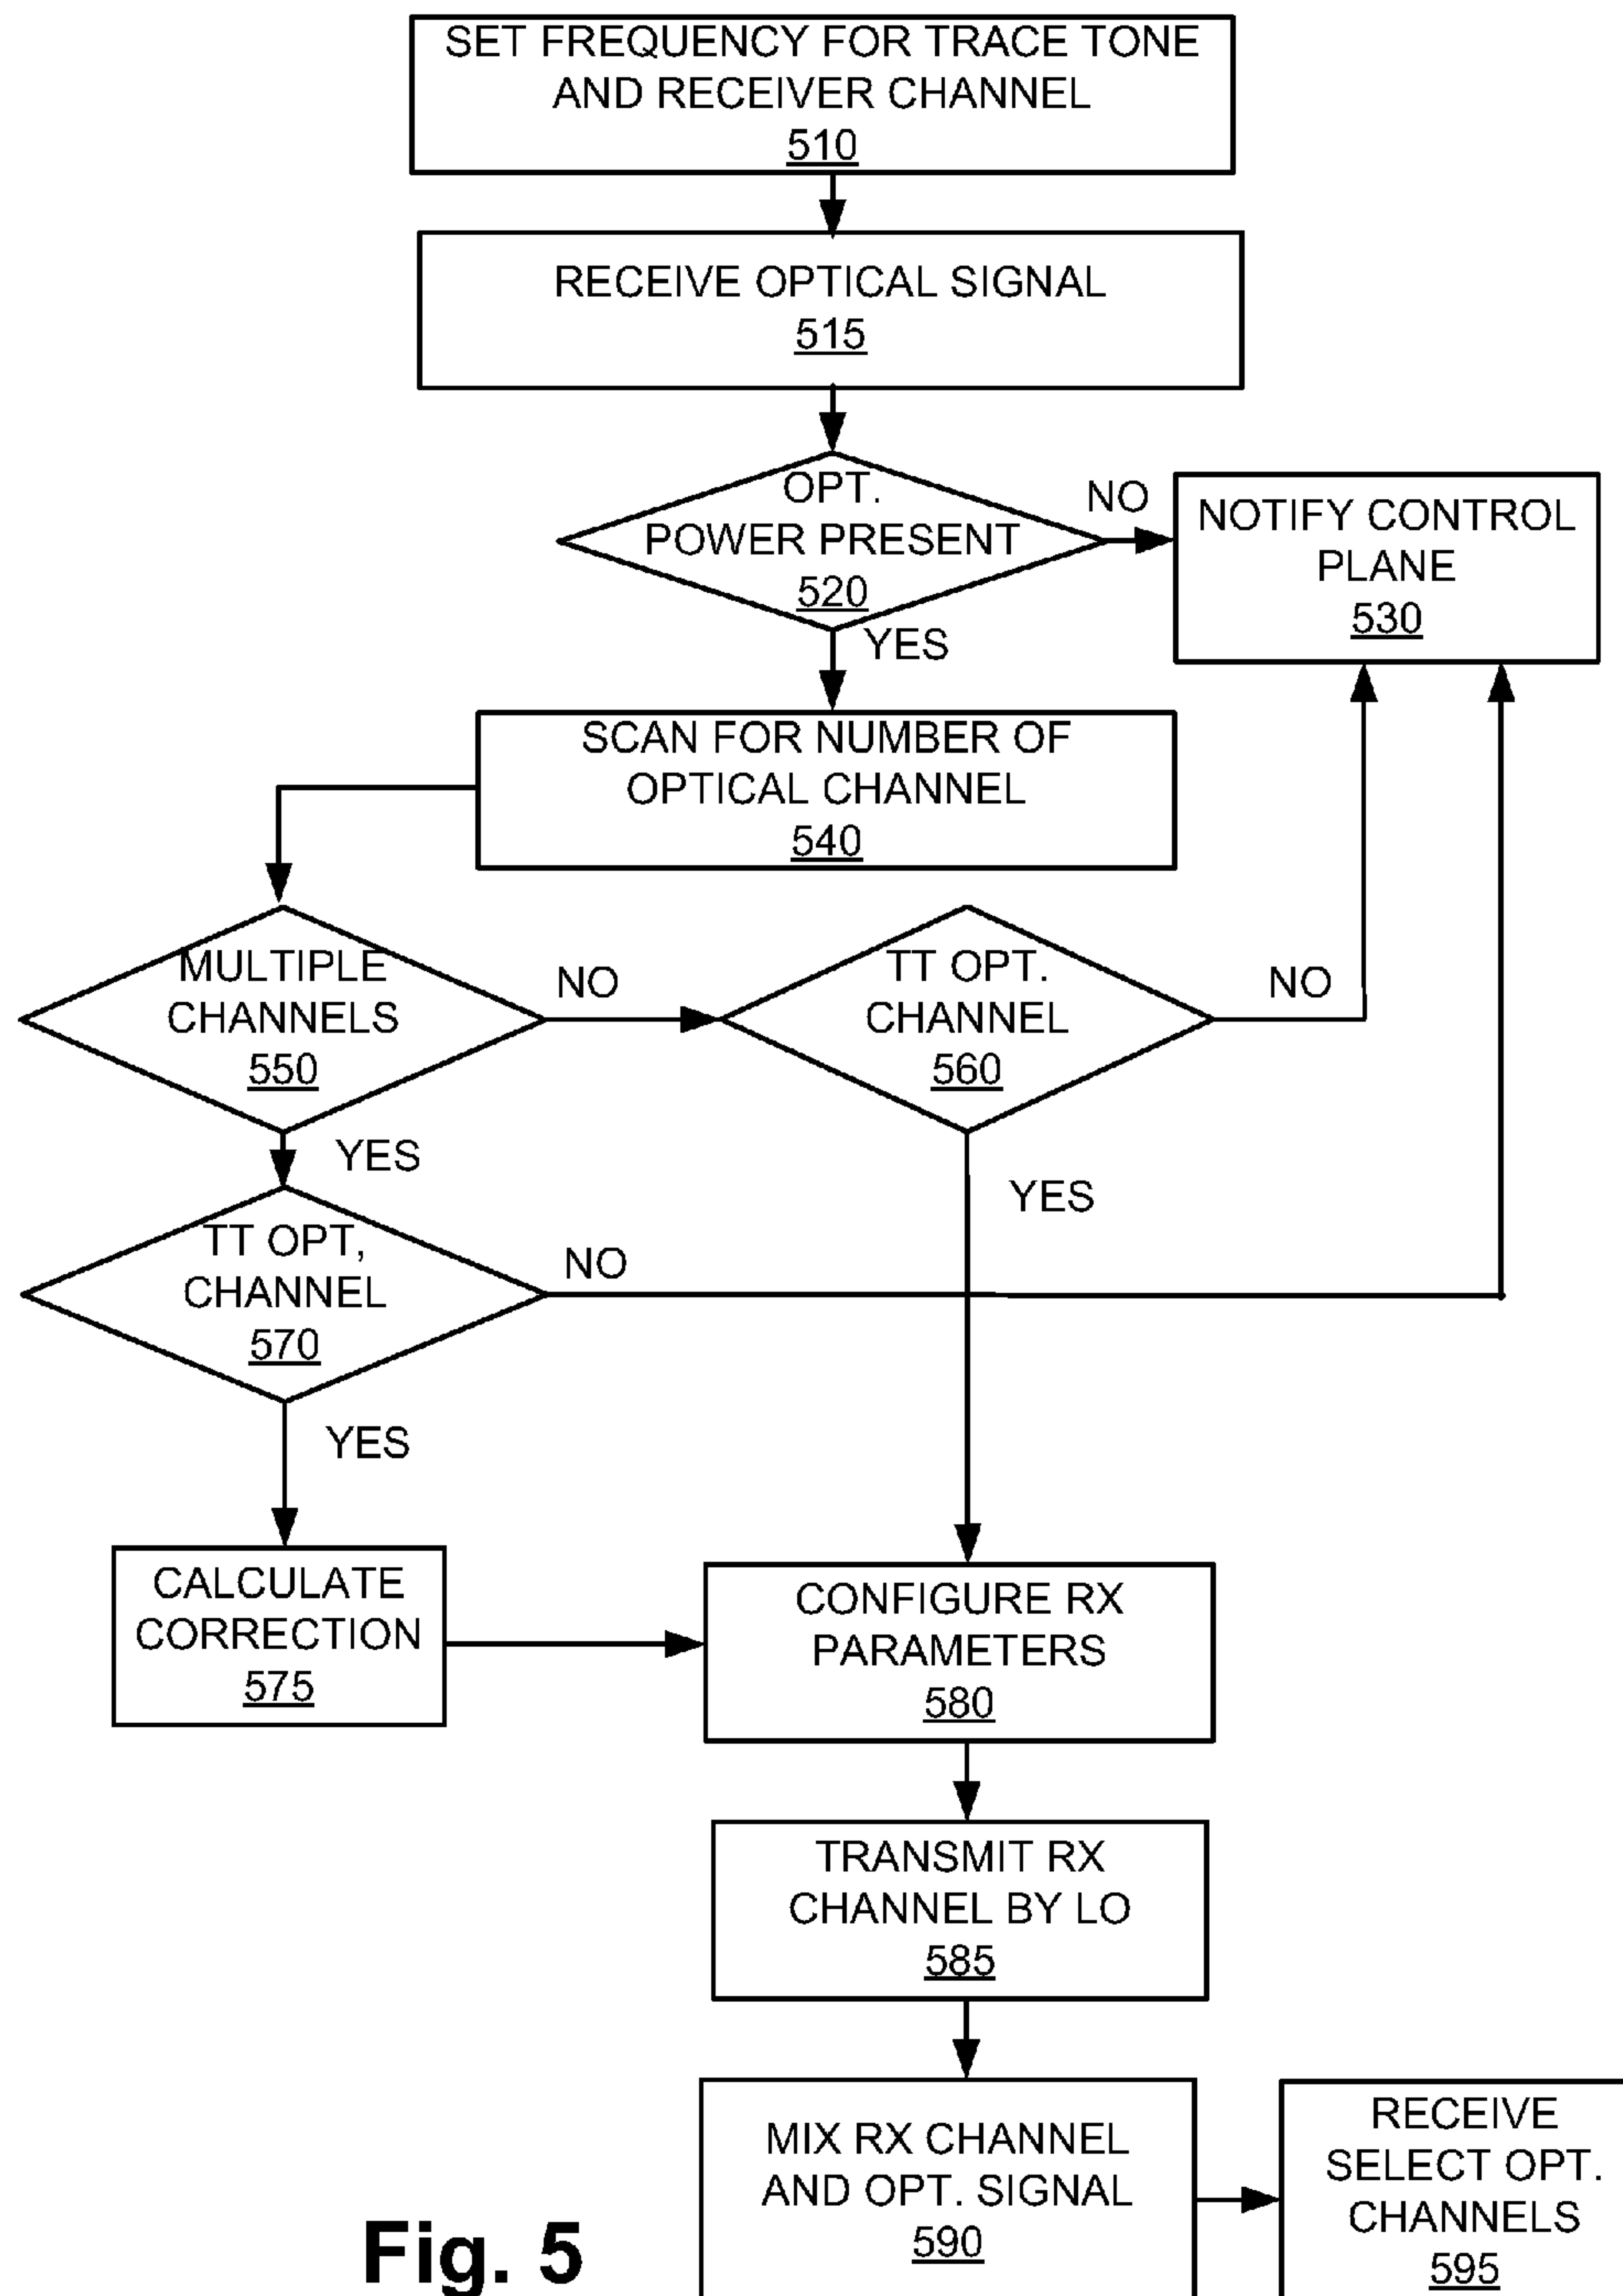 SET FREQUENCY FOR TRACE TONE
AND RECEIVER CHANNEL
510
RECEIVE OPTICAL SIGNAL
515
OPT.
POWER PRESENT
520
NO
NOTIFY CONTROL
PLANE
530
YES
SCAN FOR NUMBER OF
OPTICAL CHANNEL
540
MULTIPLE
CHANNELS
550
NO
TT OPT.
CHANNEL
560
NO
YES
YES
TT OPT,
CHANNEL
570
NO
YES
CALCULATE
CORRECTION
575
CONFIGURE RX
PARAMETERS
580
TRANSMIT RX
CHANNEL BY LO
585
MIX RX CHANNEL
AND OPT. SIGNAL
590
RECEIVE
SELECT OPT.
CHANNELS
595
Fig. 5